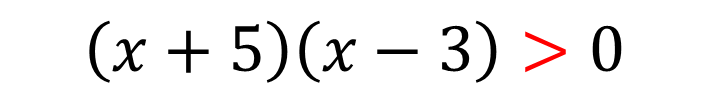 (x + 5)(x − 3) > 0